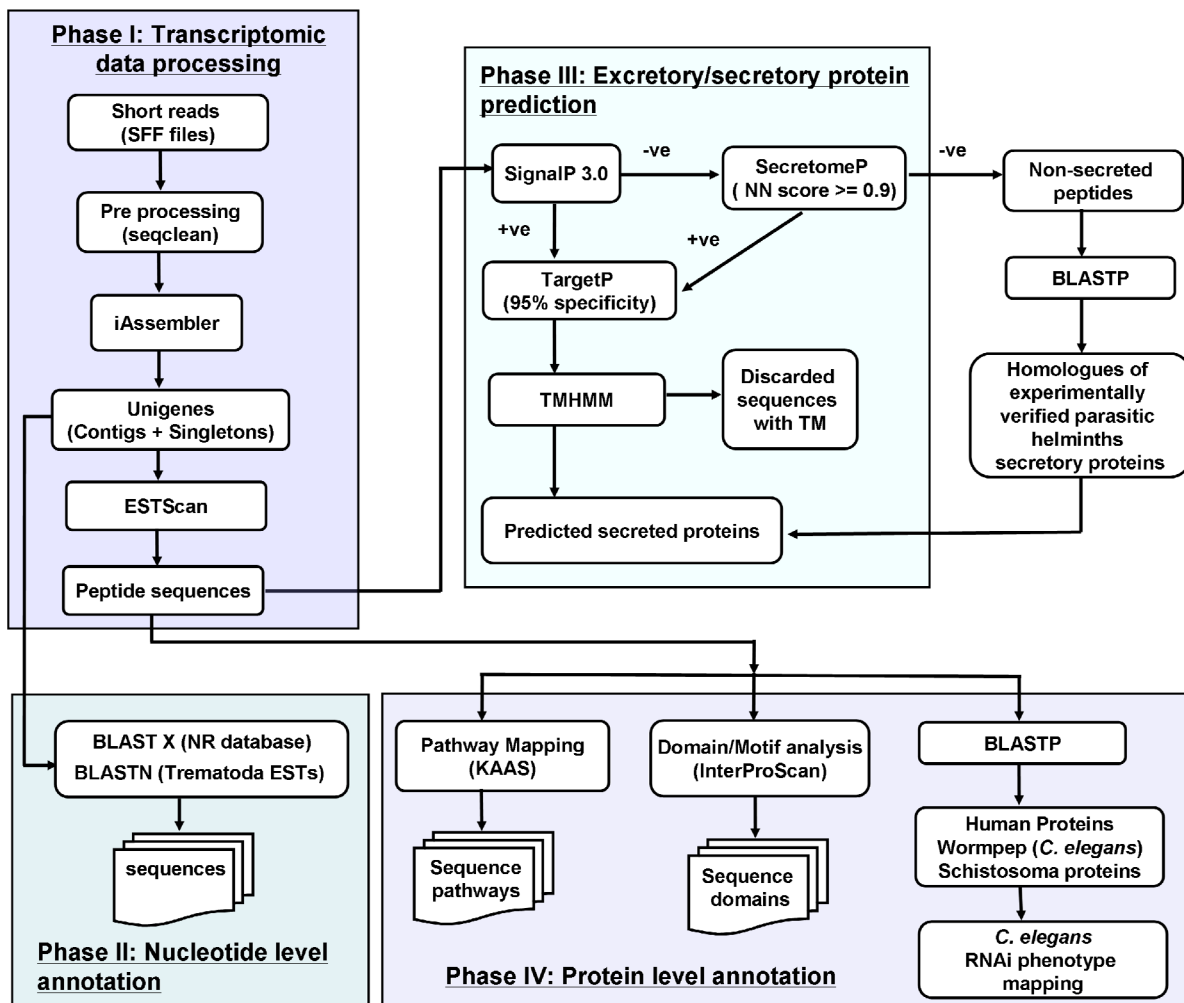 Phase I: Transcriptomic
data processing
Short reads
(SFF files)
Pre processing
(seqclean)
iAssembler
Unigenes
(Contigs + Singletons)
ESTScan
Peptide sequences
Phase III: Excretory/secretory protein
prediction
SignalP 3.0
-ve
SecretomeP
( NN score >= 0.9)
-ve
Non-secreted
peptides
+ve
+ve
TargetP
(95% specificity)
BLASTP
TMHMM
Discarded
sequences
with TM
Homologues of
experimentally
verified parasitic
helminths
secretory proteins
Predicted secreted proteins
BLAST X (NR database)
BLASTN (Trematoda ESTs)
sequences
Phase II: Nucleotide level
annotation
Pathway Mapping
(KAAS)
Sequence
pathways
Domain/Motif analysis
(InterProScan)
Sequence
domains
BLASTP
Human Proteins
Wormpep (C. elegans)
Schistosoma proteins
C. elegans
RNAi phenotype
mapping
Phase IV: Protein level annotation